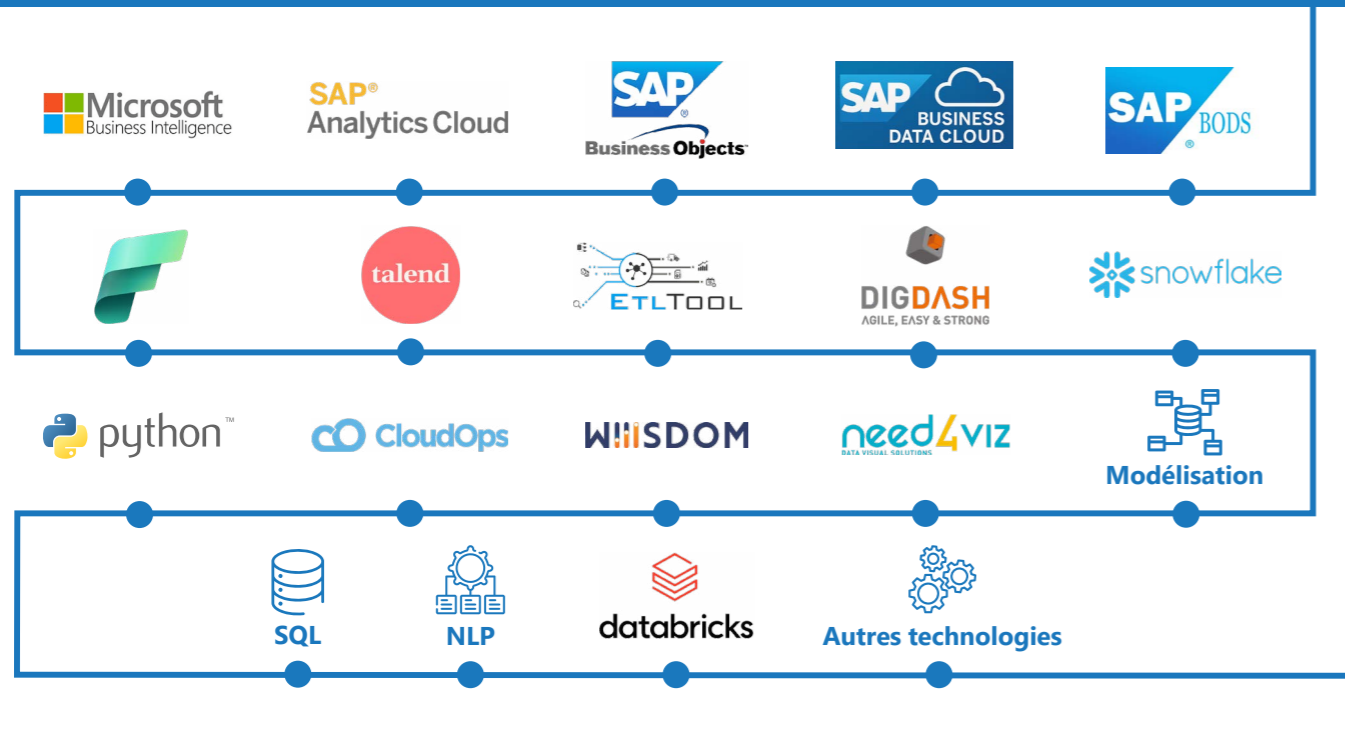 Microsoft
Business Intelligence
SAP®
Analytics Cloud
SAP®
Business Objects™
SAP
BUSINESS
DATA CLOUD
SAP®
BODS
talend
ETLTOOL
DIGDASH
AGILE, EASY & STRONG
snowflake
python™
CloudOps
WIIISDOM
need4viz
DATA VISUAL SOLUTIONS
Modélisation
SQL
NLP
databricks
Autres technologies